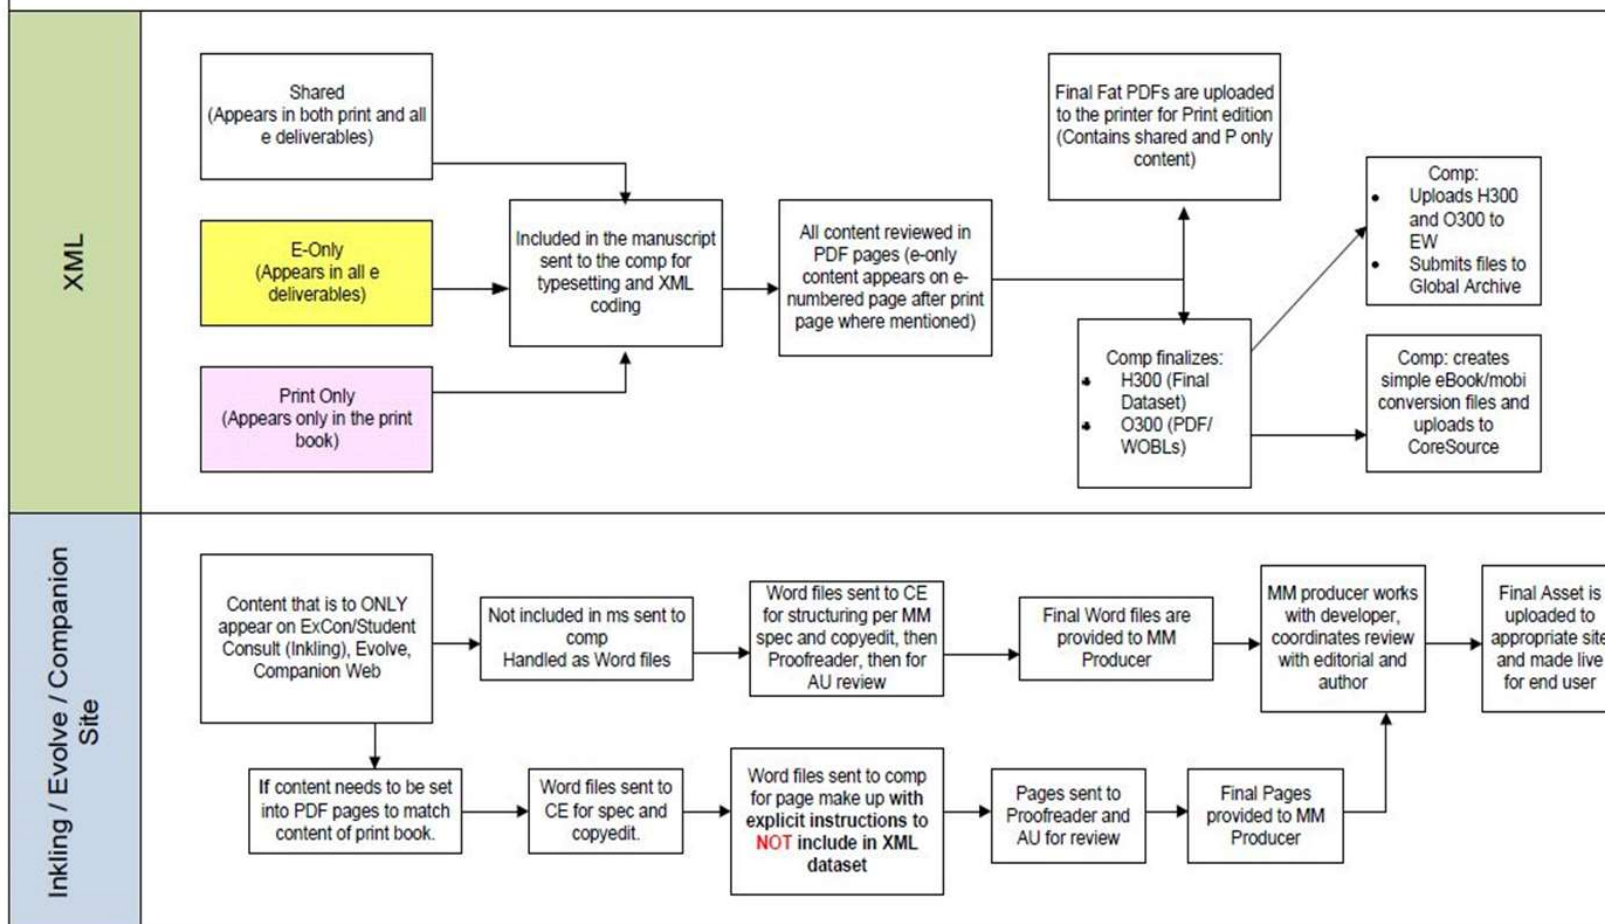 XML
Shared
(Appears in both print and all
e deliverables)
E-Only
(Appears in all e
deliverables)
Print Only
(Appears only in the print
book)
Included in the manuscript
sent to the comp for
typesetting and XML
coding
All content reviewed in
PDF pages (e-only
content appears on e-
numbered page after print
page where mentioned)
Final Fat PDFs are uploaded
to the printer for Print edition
(Contains shared and P only
content)
Comp finalizes:
H300 (Final
Dataset)
O300 (PDF/
WOBLs)
Comp:
Uploads H300
and O300 to
EW
Submits files to
Global Archive
Comp: creates
simple eBook/mobi
conversion files and
uploads to
CoreSource
Inkling / Evolve / Companion
Site
Content that is to ONLY
appear on ExCon/Student
Consult (Inkling), Evolve,
Companion Web
Not included in ms sent to
comp
Handled as Word files
Word files sent to CE
for structuring per MM
spec and copyedit, then
Proofreader, then for
AU review
Final Word files are
provided to MM
Producer
MM producer works
with developer,
coordinates review
with editorial and
author
Final Asset is
uploaded to
appropriate site
and made live
for end user
If content needs to be set
into PDF pages to match
content of print book.
Word files sent to
CE for spec and
copyedit.
Word files sent to comp
for page make up with
explicit instructions to
NOT include in XML
dataset
Pages sent to
Proofreader and
AU for review
Final Pages
provided to MM
Producer